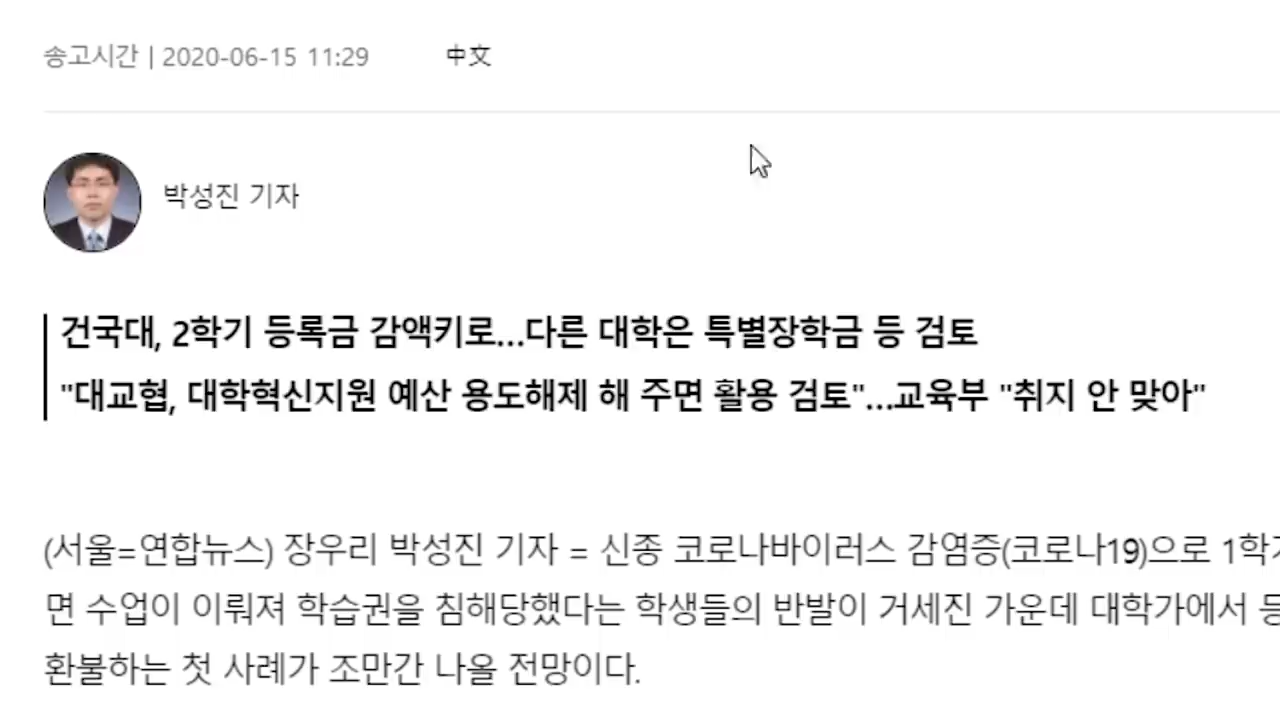 송고시간 | 2020-06-15 11:29 中文
박성진 기자
건국대, 2학기 등록금 감액키로...다른 대학은 특별장학금 등 검토
"대교협, 대학혁신지원 예산 용도해제 해 주면 활용 검토"...교육부 "취지 안 맞아"
(서울=연합뉴스) 장우리 박성진 기자 = 신종 코로나바이러스 감염증(코로나19)으로 1학
면 수업이 이뤄져 학습권을 침해당했다는 학생들의 반발이 거세진 가운데 대학가에서
환불하는 첫 사례가 조만간 나올 전망이다.